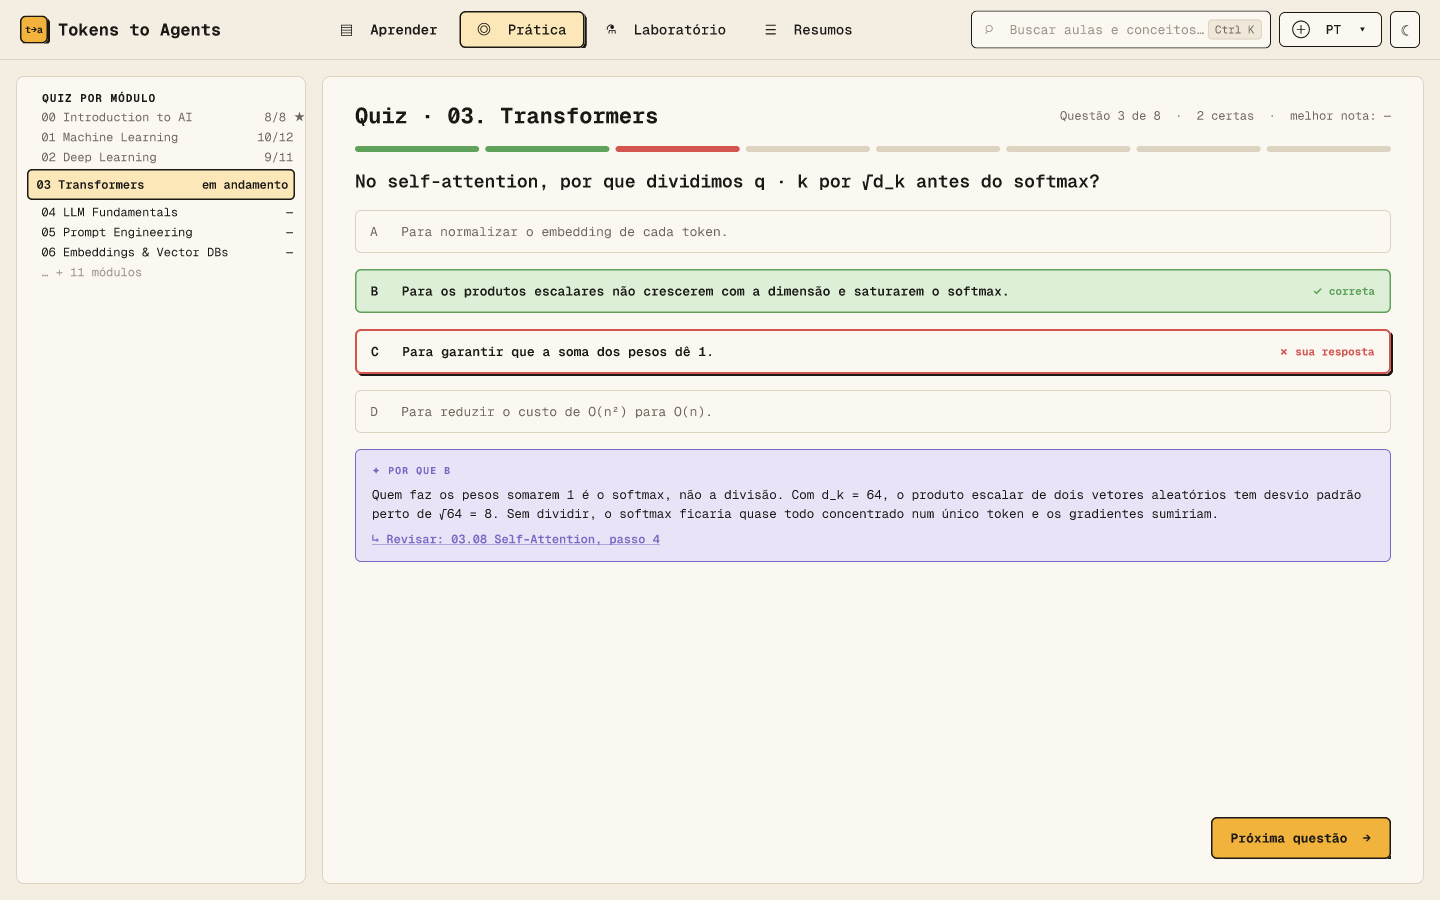 t→a Tokens to Agents
Aprender
Prática
Laboratório
Resumos
Buscar aulas e conceitos… Ctrl K
PT
QUIZ POR MÓDULO
00 Introduction to AI 8/8 ★
01 Machine Learning 10/12
02 Deep Learning 9/11
03 Transformers em andamento
04 LLM Fundamentals —
05 Prompt Engineering —
06 Embeddings & Vector DBs —
… + 11 módulos
Quiz · 03. Transformers
Questão 3 de 8 · 2 certas · melhor nota: —
No self-attention, por que dividimos q · k por √d_k antes do softmax?
A Para normalizar o embedding de cada token.
B Para os produtos escalares não crescerem com a dimensão e saturarem o softmax. ✓ correta
C Para garantir que a soma dos pesos dê 1. × sua resposta
D Para reduzir o custo de O(n²) para O(n).
✦ POR QUE B
Quem faz os pesos somarem 1 é o softmax, não a divisão. Com d_k = 64, o produto escalar de dois vetores aleatórios tem desvio padrão
perto de √64 = 8. Sem dividir, o softmax ficaria quase todo concentrado num único token e os gradientes sumiriam.
↳ Revisar: 03.08 Self-Attention, passo 4
Próxima questão →